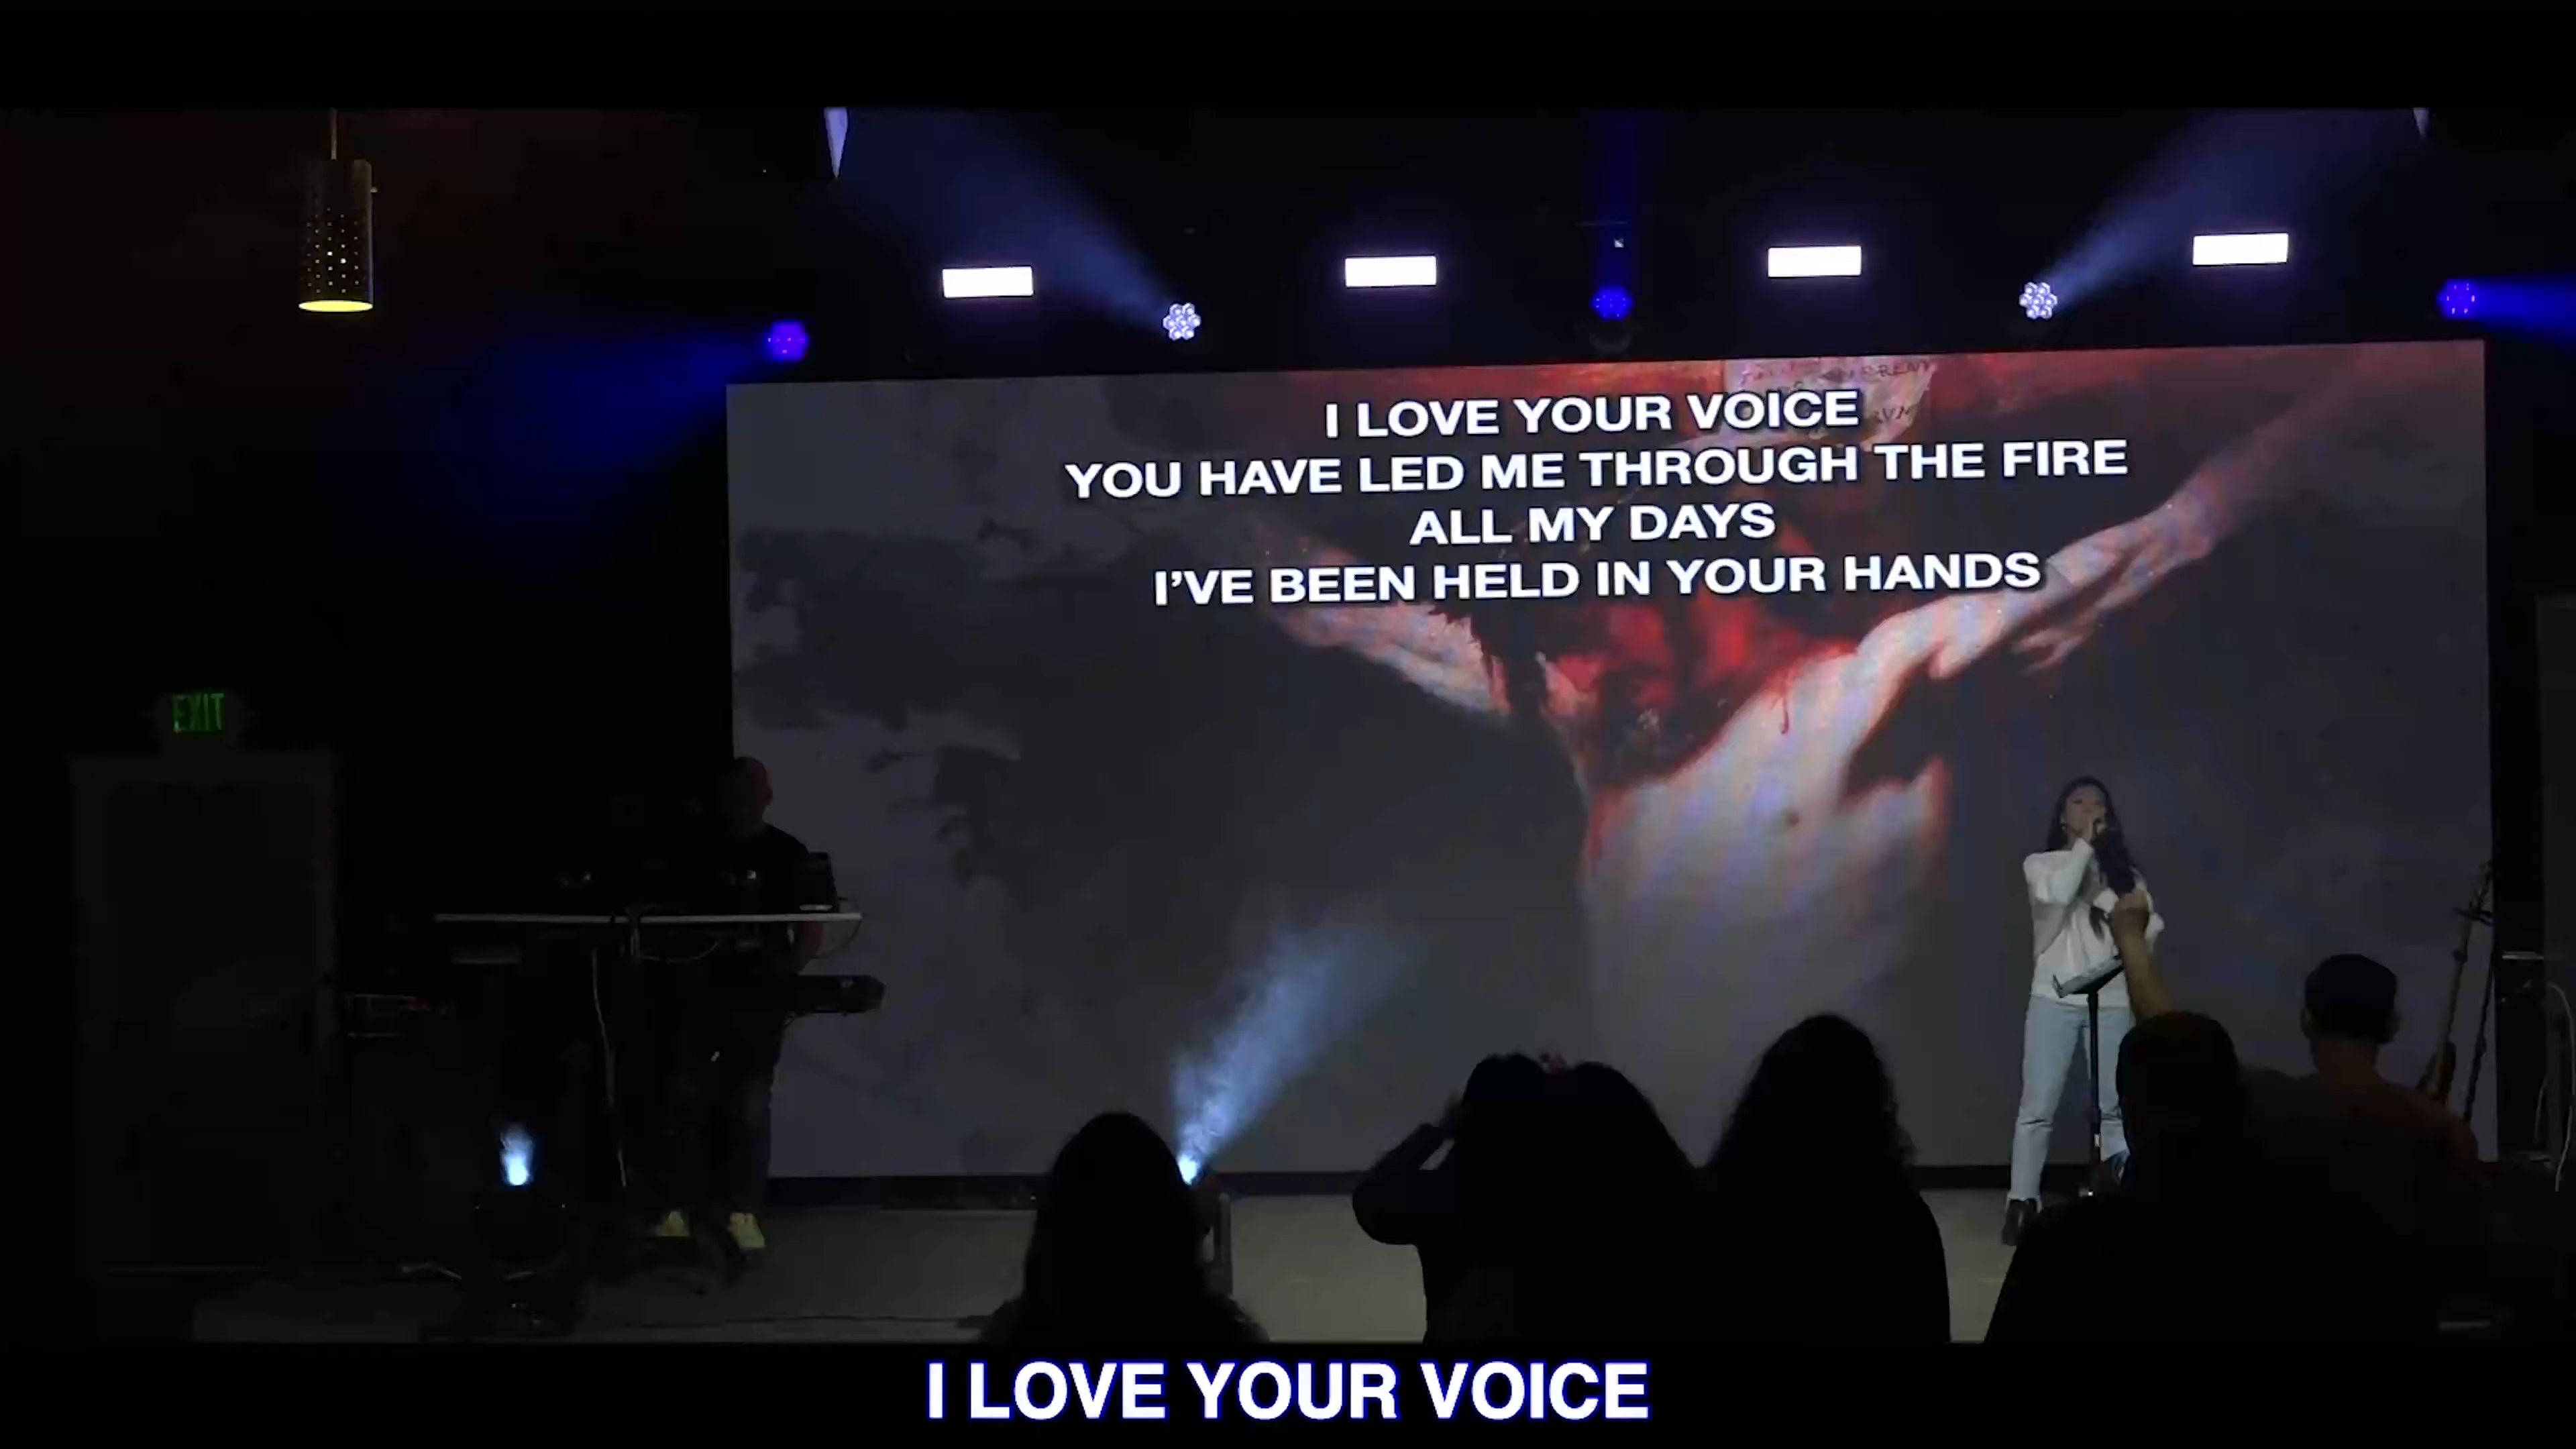 I LOVE YOUR VOICE
YOU HAVE LED ME THROUGH THE FIRE
ALL MY DAYS
I'VE BEEN HELD IN YOUR HANDS
EXIT
I LOVE YOUR VOICE